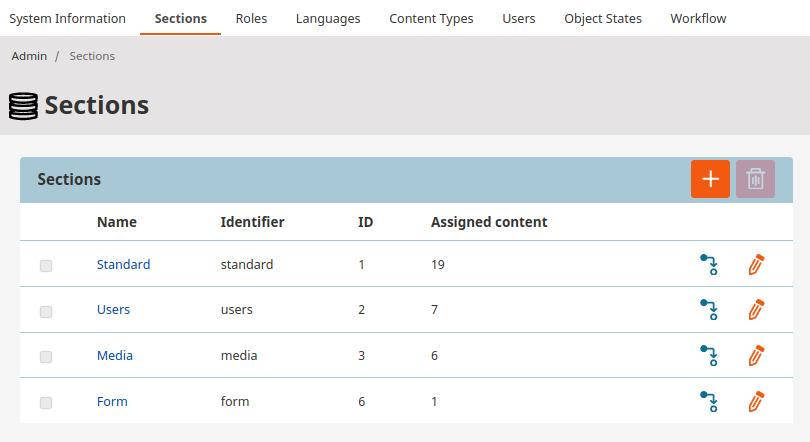 System Information Sections Roles Languages Content Types Users Object States Workflow
Admin / Sections
Sections
Sections
Name Identifier ID Assigned content
Standard standard 1 19
Users users 2 7
Media media 3 6
Form form 6 1